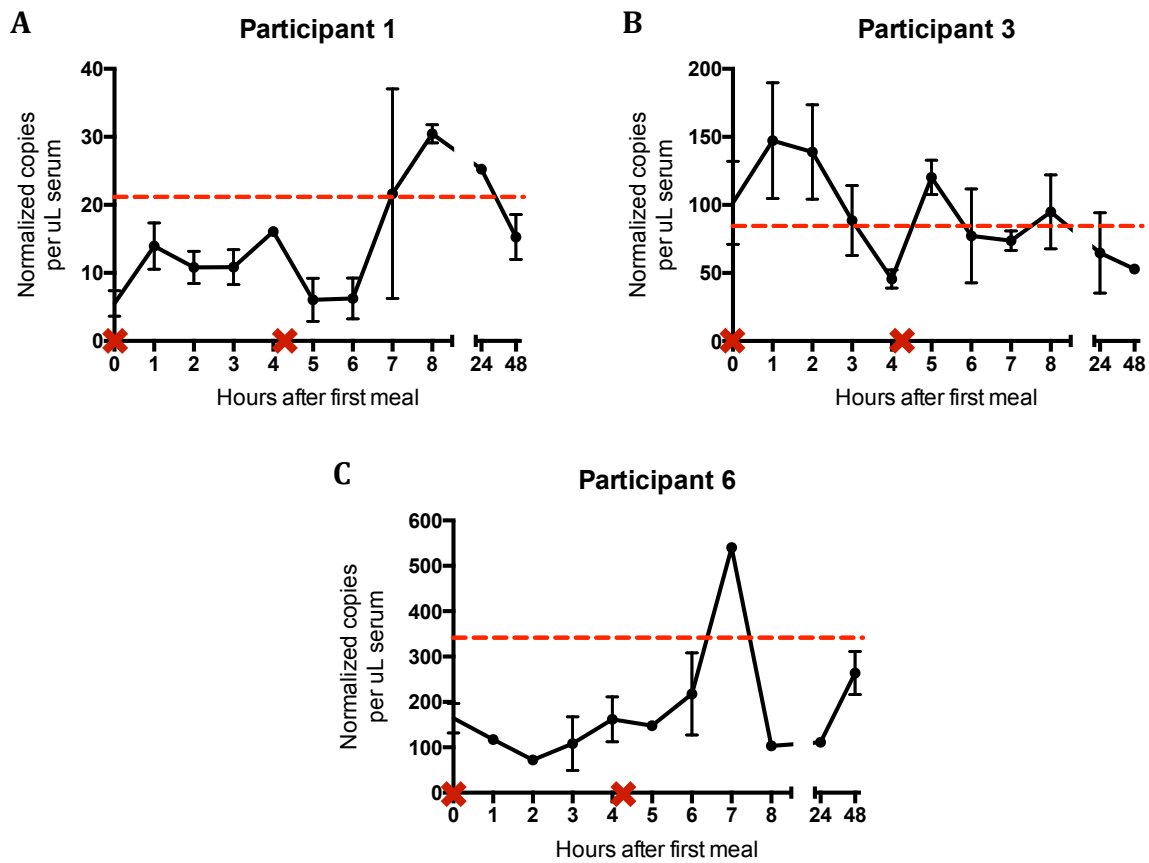 A
Participant 1
Normalized copies
per uL serum
40
30
20
10
0
0 1 2 3 4 5 6 7 8 24 48
Hours after first meal
B
Participant 3
Normalized copies
per uL serum
200
150
100
50
0
0 1 2 3 4 5 6 7 8 24 48
Hours after first meal
C
Participant 6
Normalized copies
per uL serum
600
500
400
300
200
100
0
0 1 2 3 4 5 6 7 8 24 48
Hours after first meal